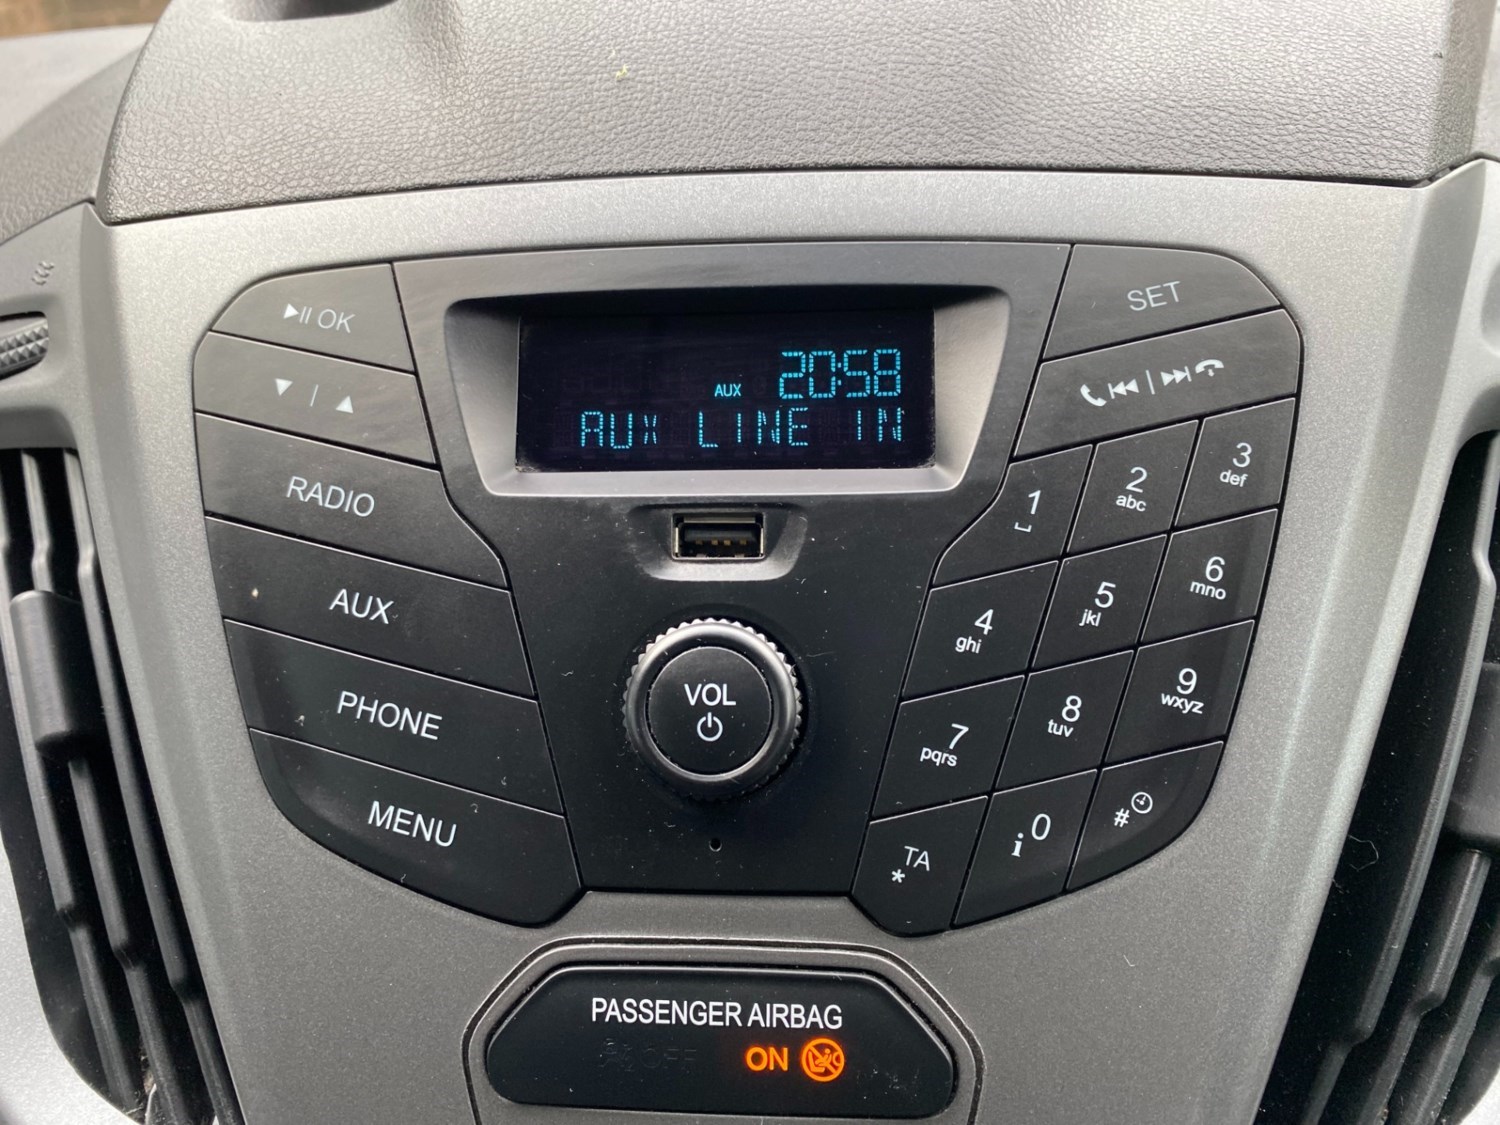 OK
SET
AUX 20:58
AUX LINE IN
RADIO
AUX
PHONE
MENU
VOL
1
2
abc
3
def
4
ghi
5
jkl
6
mno
7
pqrs
8
tuv
9
wxyz
TA
*
i 0
#
PASSENGER AIRBAG
OFF ON